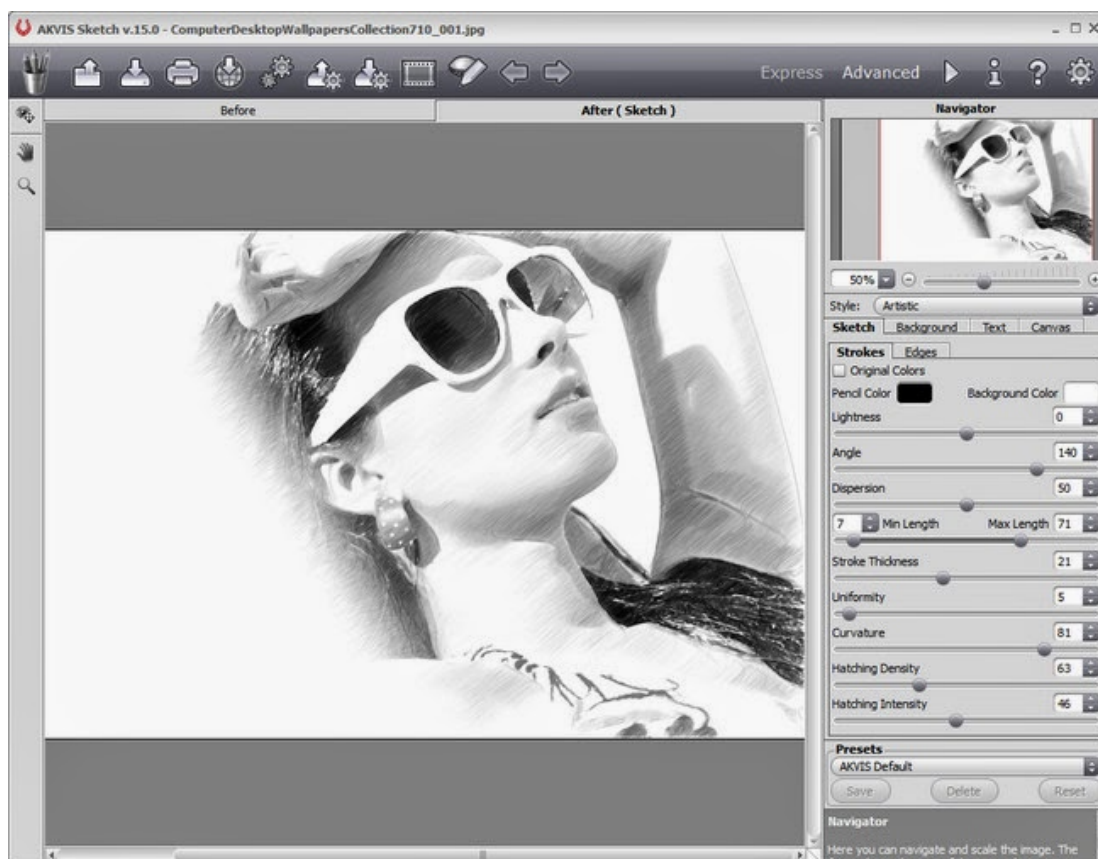 AKVIS Sketch v.15.0 - ComputerDesktopWallpapersCollection710_001.jpg
Express Advanced
Before After ( Sketch ) Navigator
50%
Style: Artistic
Sketch Background Text Canvas
Strokes Edges
Original Colors
Pencil Color Background Color
Lightness 0
Angle 140
Dispersion 50
7 Min Length Max Length 71
Stroke Thickness 21
Uniformity 5
Curvature 81
Hatching Density 63
Hatching Intensity 46
Presets
AKVIS Default
Save Delete Reset
Navigator
Here you can navigate and scale the image. The